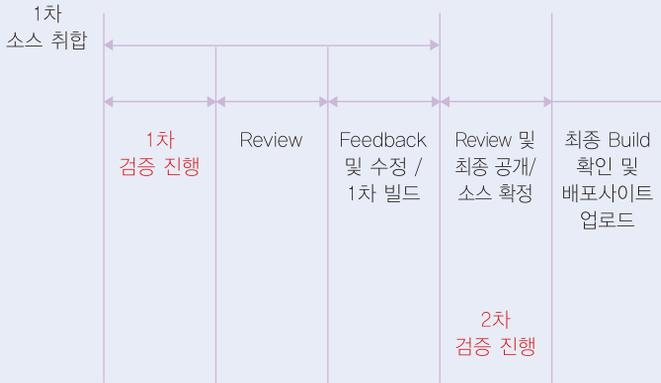 1차
소스 취합
1차
검증 진행
Review
Feedback
및 수정 /
1차 빌드
Review 및
최종 공개/
소스 확정
최종 Build
확인 및
배포사이트
업로드
2차
검증 진행